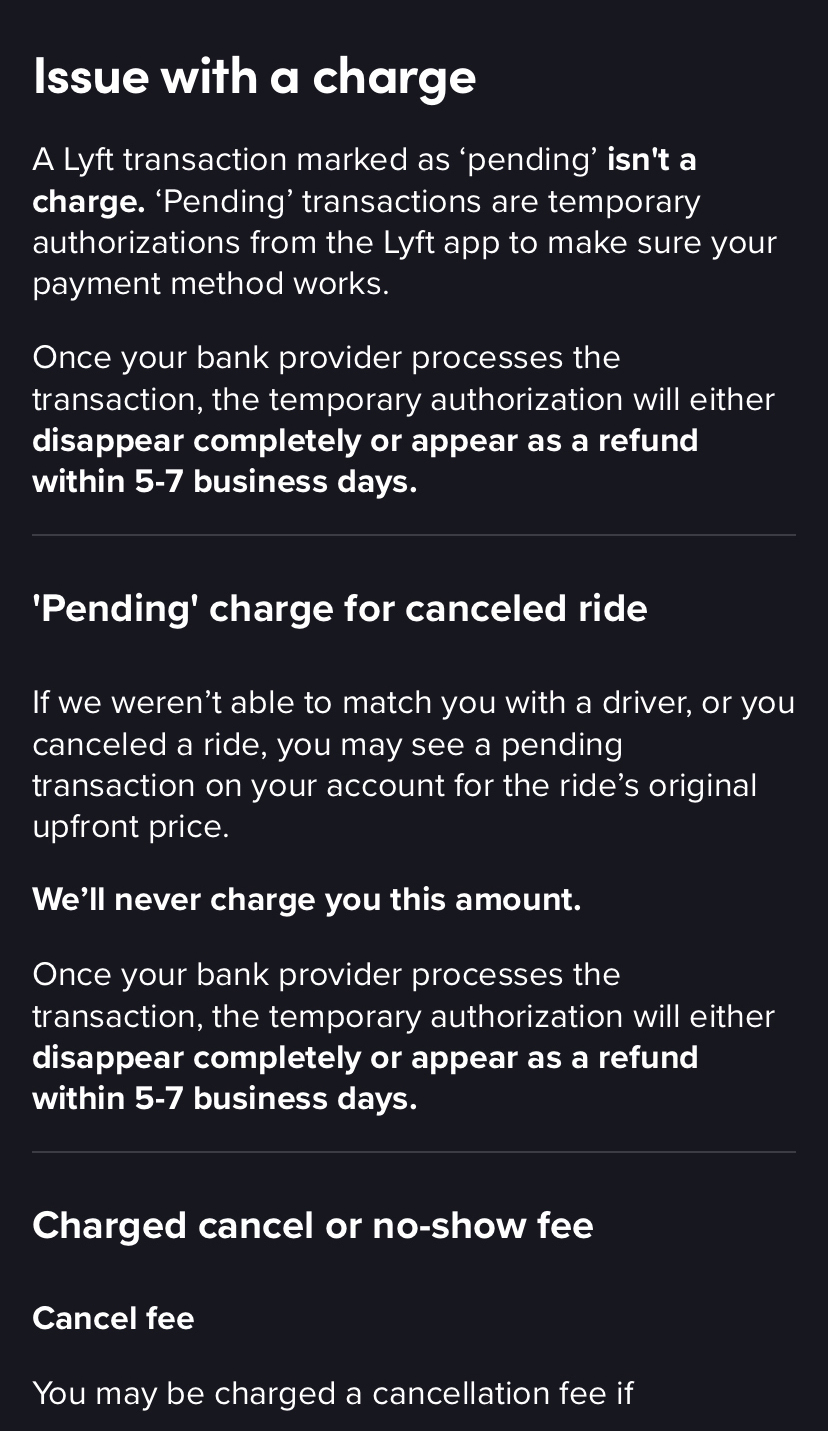 Issue with a charge
A Lyft transaction marked as ‘pending’ isn't a
charge. ‘Pending’ transactions are temporary
authorizations from the Lyft app to make sure your
payment method works.
Once your bank provider processes the
transaction, the temporary authorization will either
disappear completely or appear as a refund
within 5-7 business days.
'Pending' charge for canceled ride
If we weren’t able to match you with a driver, or you
canceled a ride, you may see a pending
transaction on your account for the ride’s original
upfront price.
We’ll never charge you this amount.
Once your bank provider processes the
transaction, the temporary authorization will either
disappear completely or appear as a refund
within 5-7 business days.
Charged cancel or no-show fee
Cancel fee
You may be charged a cancellation fee if